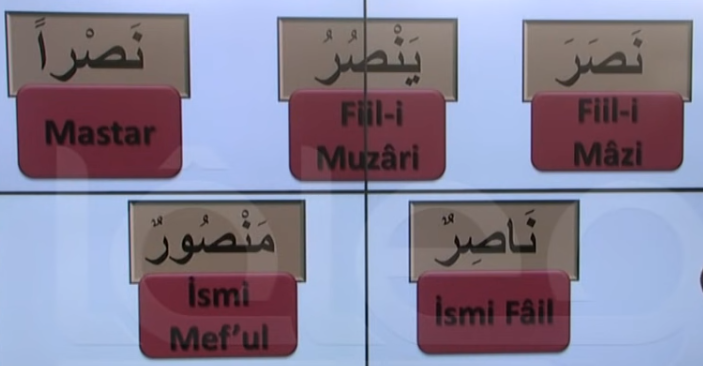 نَصَرَ
Fiil-i
Mâzi
يَنْصُرُ
Fiil-i
Muzâri
نَصْراً
Mastar
نَاصِرٌ
İsmi Fâil
مَنْصُورٌ
İsmi
Mef'ul